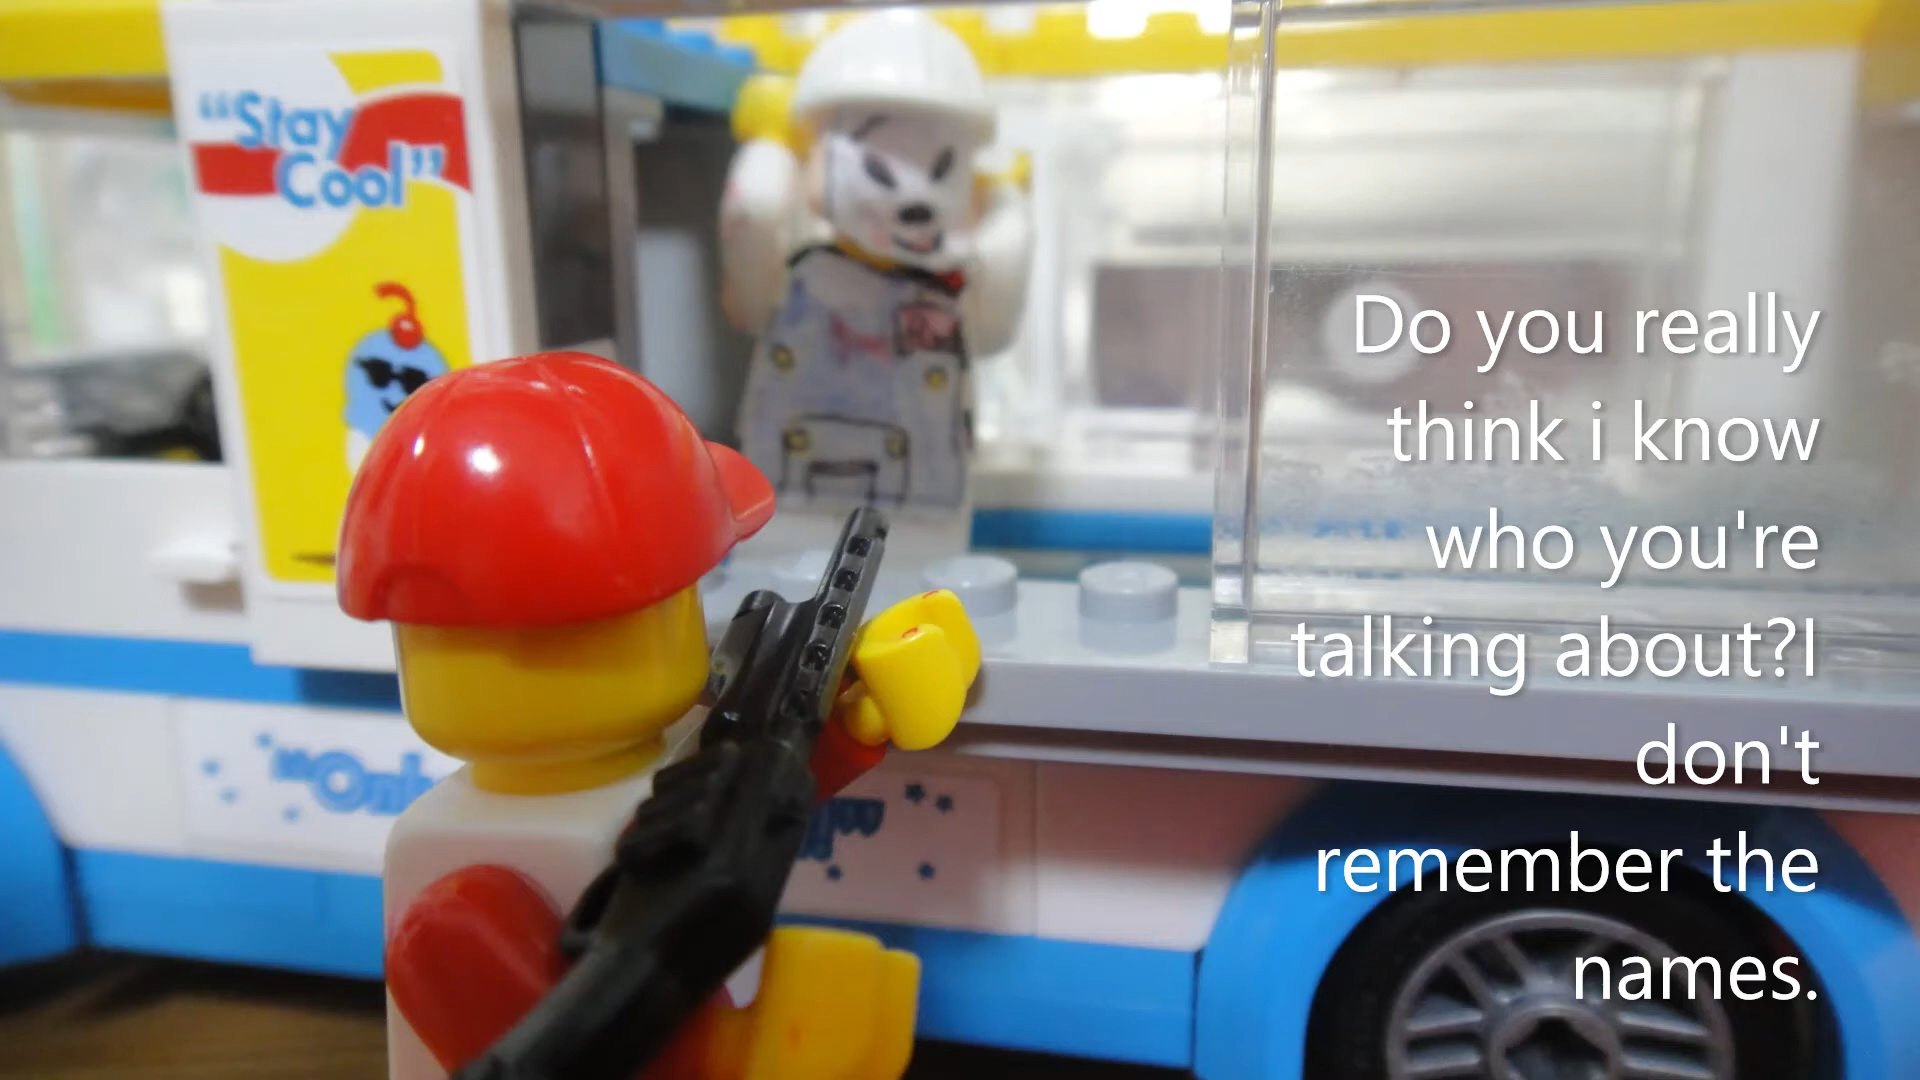 “Stay
Cool”
Do you really
think i know
who you're
talking about?I
don't
remember the
names.